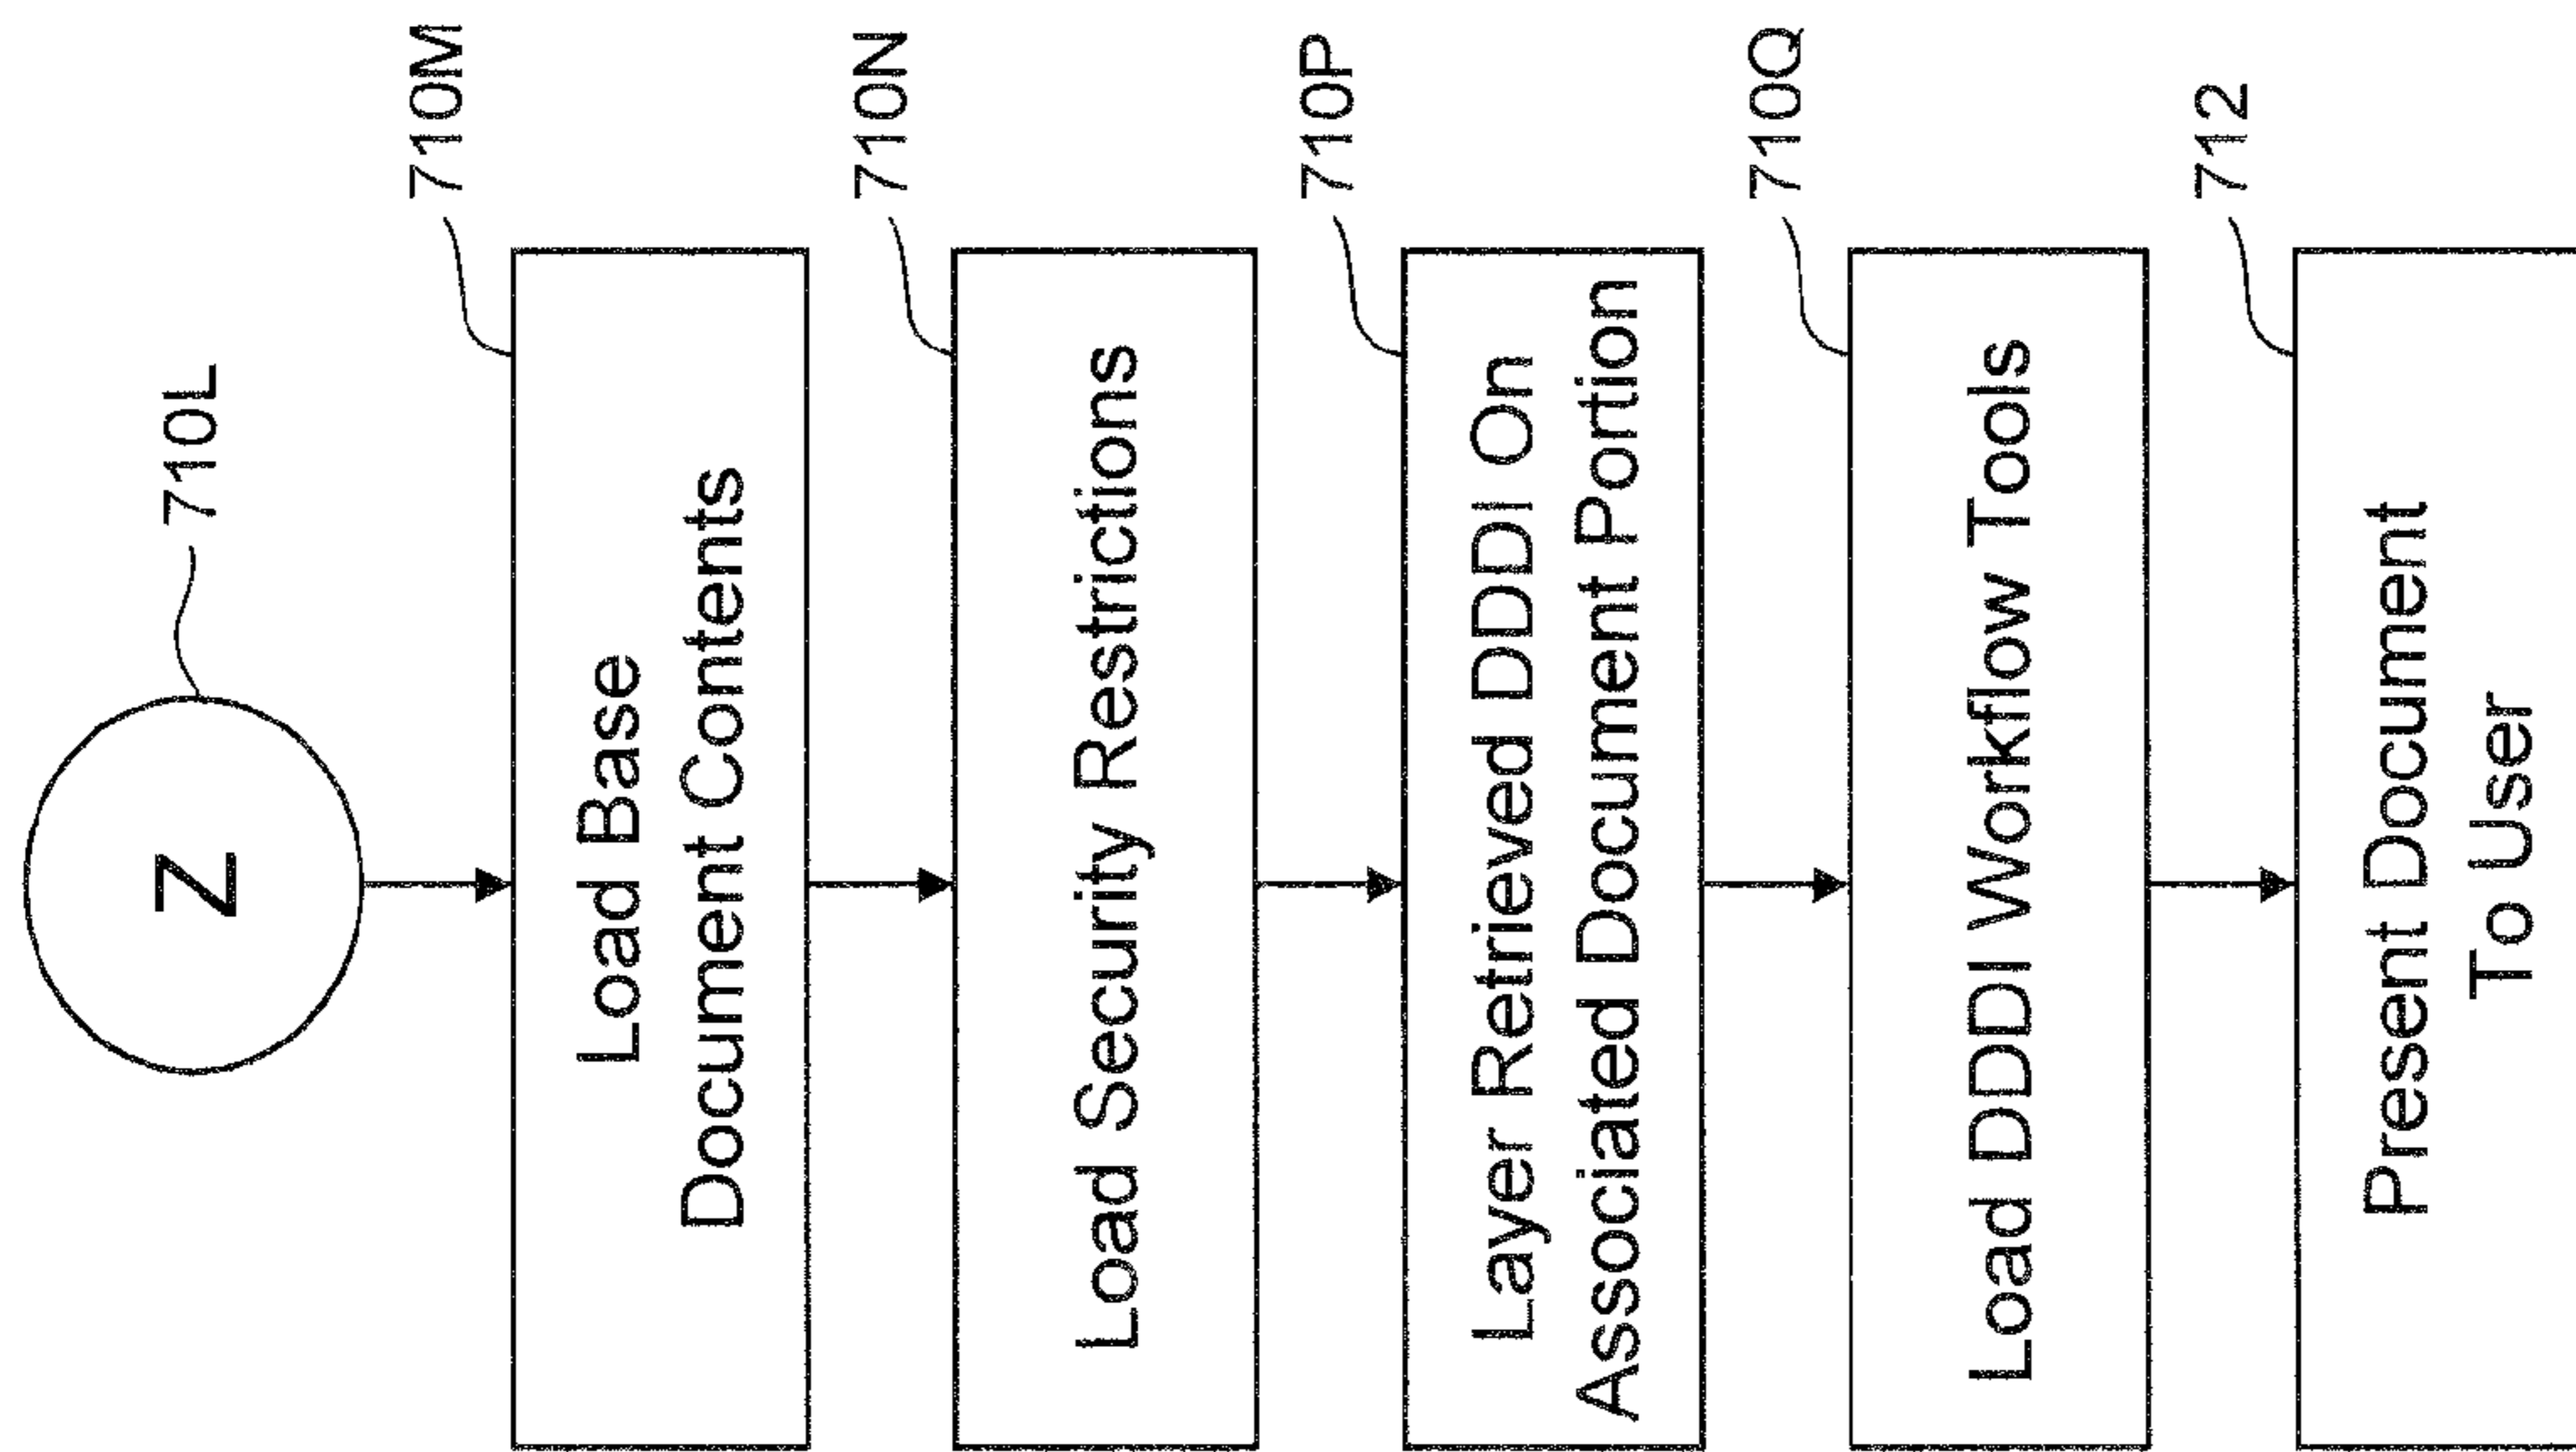 Z
710L
Load Base
Document Contents
710M
Load Security Restrictions
710N
Layer Retrieved DDDI On
Associated Document Portion
710P
Load DDDI Workflow Tools
710Q
Present Document
To User
712